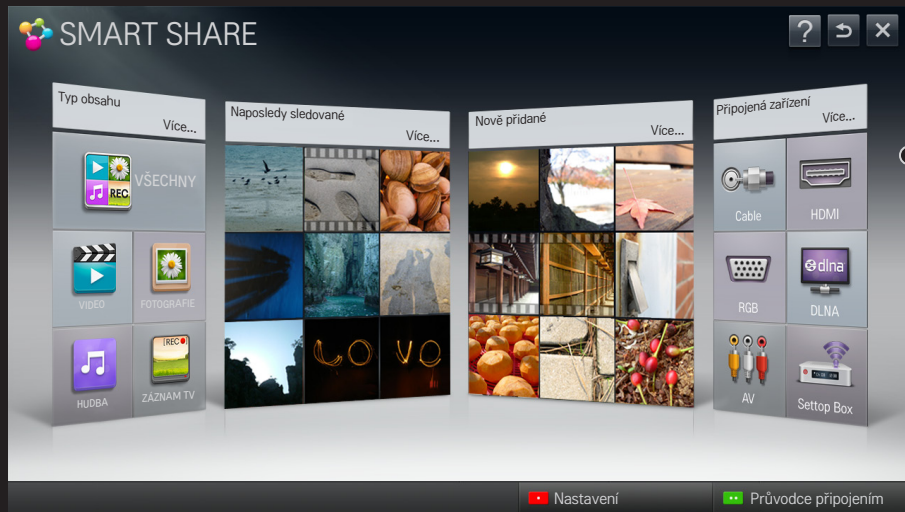 SMART SHARE
?
Typ obsahu
Více...
VŠECHNY
REC
VIDEO
FOTOGRAFIE
REC
HUDBA
ZÁZNAM TV
Naposledy sledované
Více...
LOVO
Nově přidané
Více...
Připojená zařízení
Více...
Cable
HDMI
RGB
dlna
DLNA
AV
Settop Box
Nastavení
Průvodce připojením